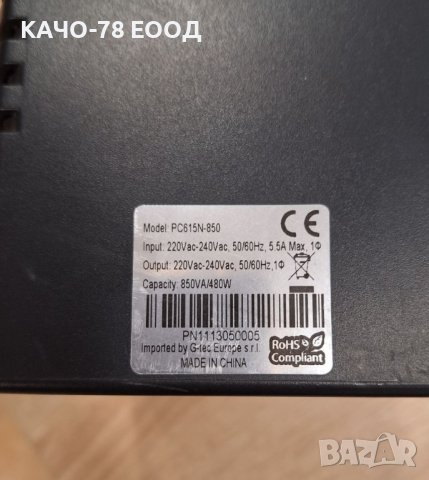 КАЧО-78 ЕООД
Model: PC615N-850
Input: 220Vac-240Vac, 50/60Hz, 5.5A Max, 1Φ
Output: 220Vac-240Vac, 50/60Hz,1Φ
Capacity: 850VA/480W
CE
PN1113050005
Imported by G-tec Europe s.r.l.
MADE IN CHINA
RoHS
Compliant
BAZAR